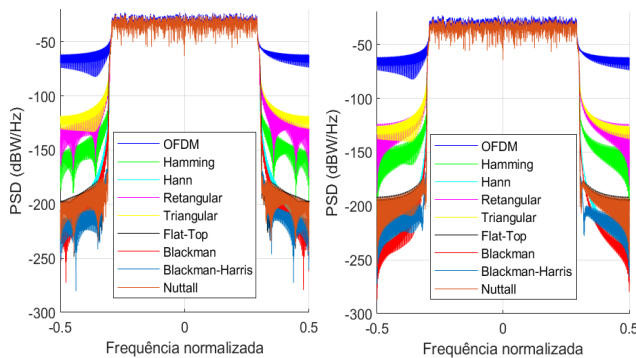 -50
-100
-150
-200
-250
-300
PSD (dBW/Hz)
OFDM
Hamming
Hann
Retangular
Triangular
Flat-Top
Blackman
Blackman-Harris
Nuttall
-0.5
0
0.5
Frequência normalizada
-50
-100
-150
-200
-250
-300
PSD (dBW/Hz)
OFDM
Hamming
Hann
Retangular
Triangular
Flat-Top
Blackman
Blackman-Harris
Nuttall
-0.5
0
0.5
Frequência normalizada